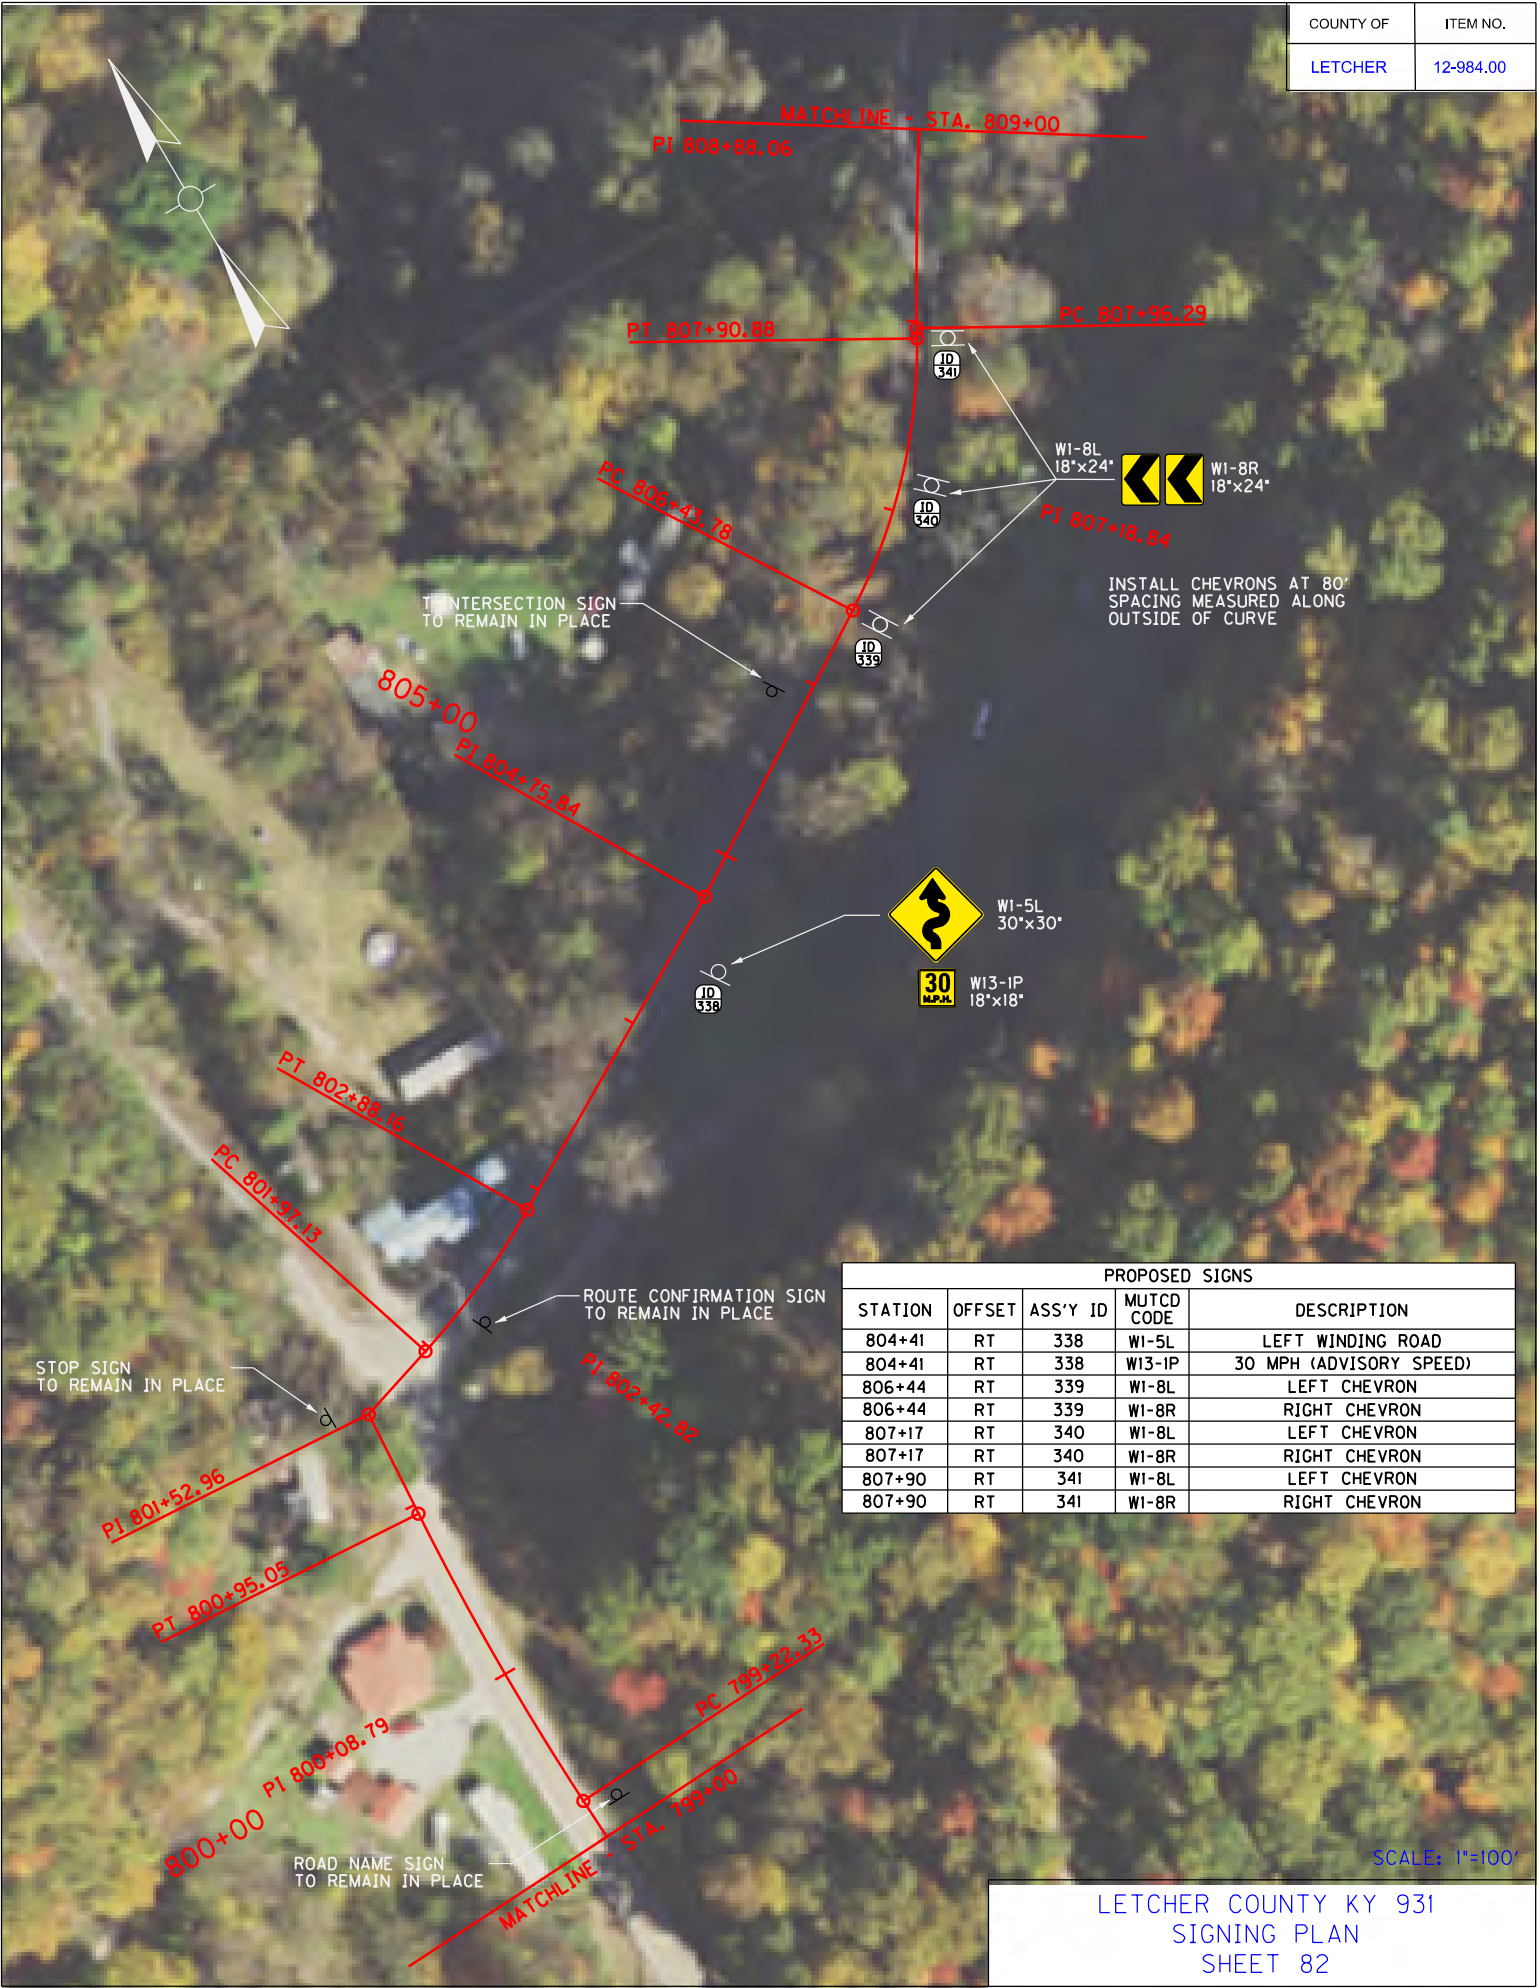 COUNTY OF ITEM NO.
LETCHER 12-984.00
MATCHLINE - STA. 809+00
PI 808+88.06
PT 807+90.88
PC 807+96.29
ID
341
W1-8L
18"x24"
W1-8R
18"x24"
PC 806+43.78
ID
340
PI 807+18.84
INSTALL CHEVRONS AT 80'
SPACING MEASURED ALONG
OUTSIDE OF CURVE
T-INTERSECTION SIGN
TO REMAIN IN PLACE
ID
339
805+00
PI 804+75.84
W1-5L
30"x30"
30
M.P.H.
W13-1P
18"x18"
ID
338
PT 802+88.16
PC 801+97.13
ROUTE CONFIRMATION SIGN
TO REMAIN IN PLACE
STOP SIGN
TO REMAIN IN PLACE
PI 802+42.82
PROPOSED SIGNS
STATION OFFSET ASS'Y ID MUTCD CODE DESCRIPTION
804+41 RT 338 W1-5L LEFT WINDING ROAD
804+41 RT 338 W13-1P 30 MPH (ADVISORY SPEED)
806+44 RT 339 W1-8L LEFT CHEVRON
806+44 RT 339 W1-8R RIGHT CHEVRON
807+17 RT 340 W1-8L LEFT CHEVRON
807+17 RT 340 W1-8R RIGHT CHEVRON
807+90 RT 341 W1-8L LEFT CHEVRON
807+90 RT 341 W1-8R RIGHT CHEVRON
PI 801+52.96
PT 800+95.05
PC 799+22.33
PI 800+08.79
800+00
MATCHLINE - STA. 799+00
ROAD NAME SIGN
TO REMAIN IN PLACE
SCALE: 1"=100'
LETCHER COUNTY KY 931
SIGNING PLAN
SHEET 82